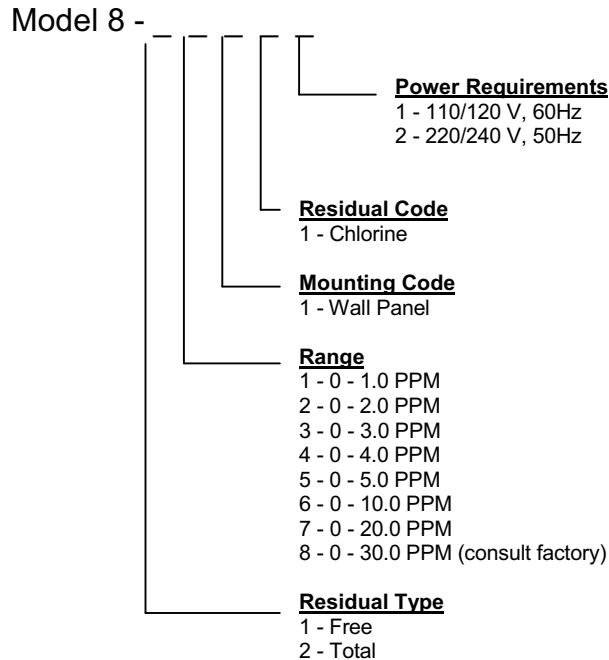 Model 8 - _ _ _ _ _
Power Requirements
1 - 110/120 V, 60Hz
2 - 220/240 V, 50Hz
Residual Code
1 - Chlorine
Mounting Code
1 - Wall Panel
Range
1 - 0 - 1.0 PPM
2 - 0 - 2.0 PPM
3 - 0 - 3.0 PPM
4 - 0 - 4.0 PPM
5 - 0 - 5.0 PPM
6 - 0 - 10.0 PPM
7 - 0 - 20.0 PPM
8 - 0 - 30.0 PPM (consult factory)
Residual Type
1 - Free
2 - Total